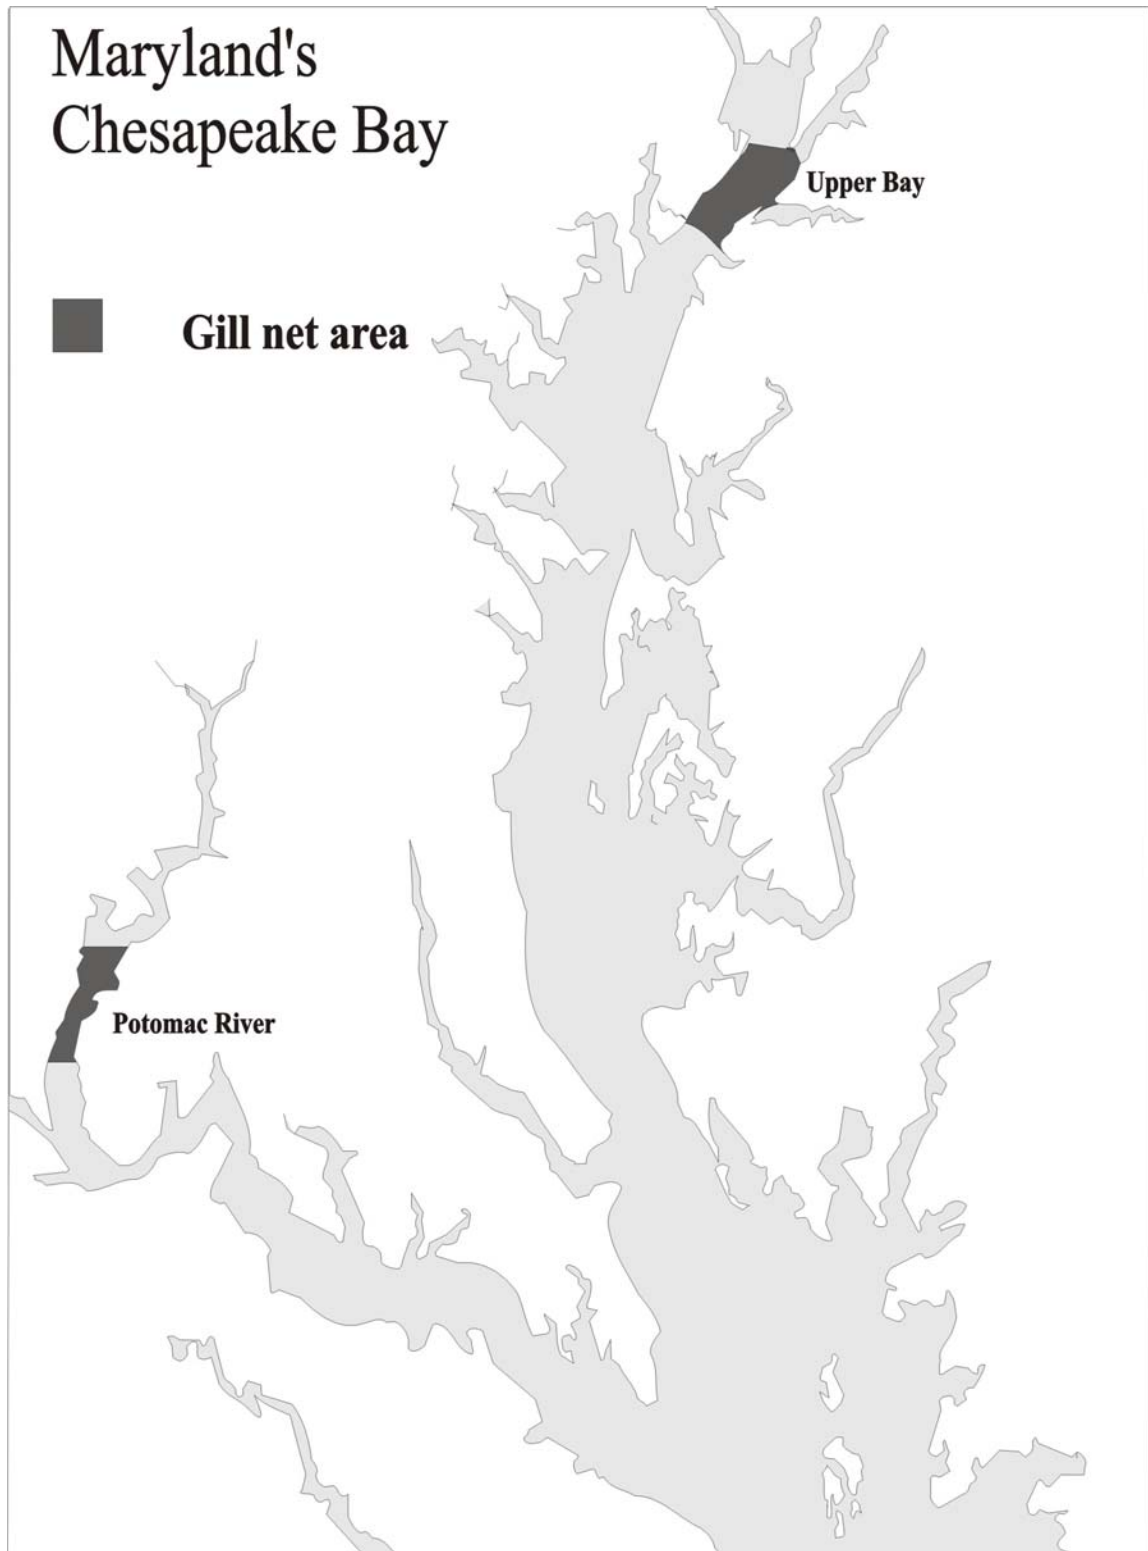 Maryland's
Chesapeake Bay
Upper Bay
Gill net area
Potomac River